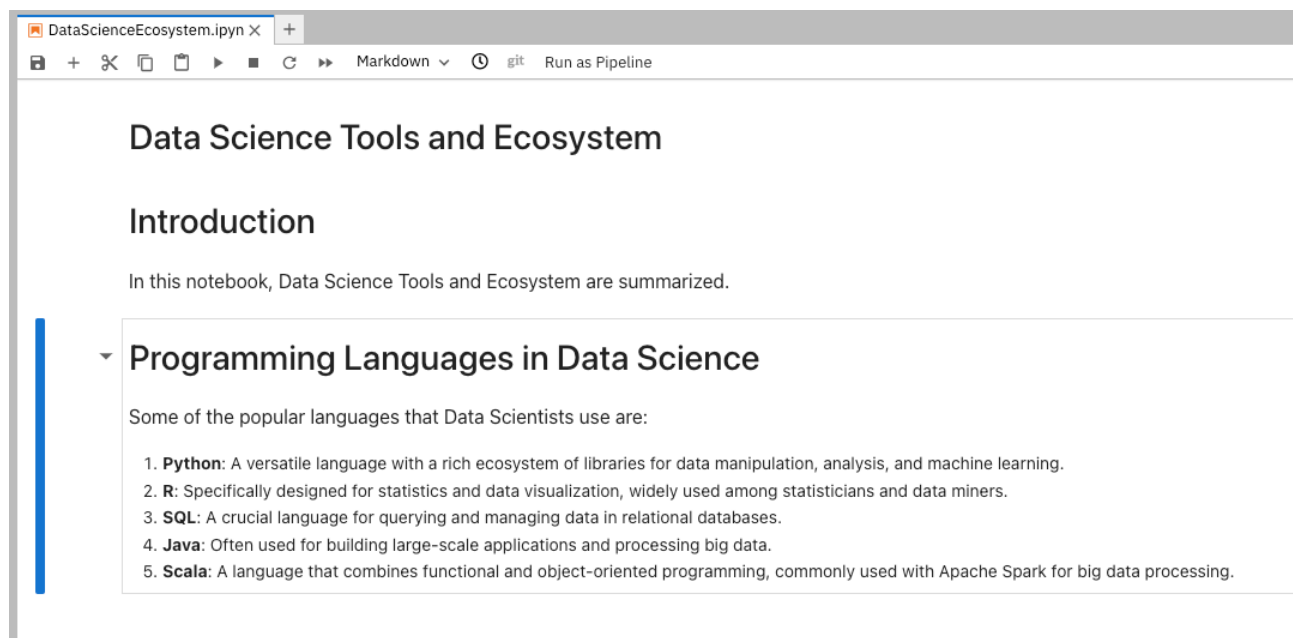 DataScienceEcosystem.ipyn
Markdown git Run as Pipeline
Data Science Tools and Ecosystem
Introduction
In this notebook, Data Science Tools and Ecosystem are summarized.
Programming Languages in Data Science
Some of the popular languages that Data Scientists use are:
1. Python: A versatile language with a rich ecosystem of libraries for data manipulation, analysis, and machine learning.
2. R: Specifically designed for statistics and data visualization, widely used among statisticians and data miners.
3. SQL: A crucial language for querying and managing data in relational databases.
4. Java: Often used for building large-scale applications and processing big data.
5. Scala: A language that combines functional and object-oriented programming, commonly used with Apache Spark for big data processing.